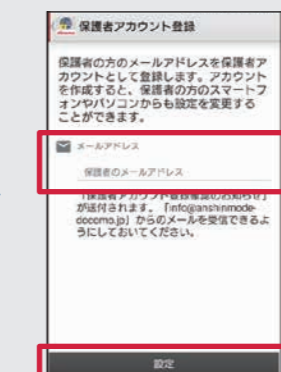 docomo
保護者アカウント登録
保護者の方のメールアドレスを保護者ア
カウントとして登録します。アカウント
を作成すると、保護者の方のスマートフ
ォンやパソコンからも設定を変更する
ことができます。
メールアドレス
保護者のメールアドレス
「保護者アカウント登録確認のお知らせ」
が送付されます。「info@anshinmode-
docomo.jp」からのメールを受信できるよ
うにしておいてください。
設定